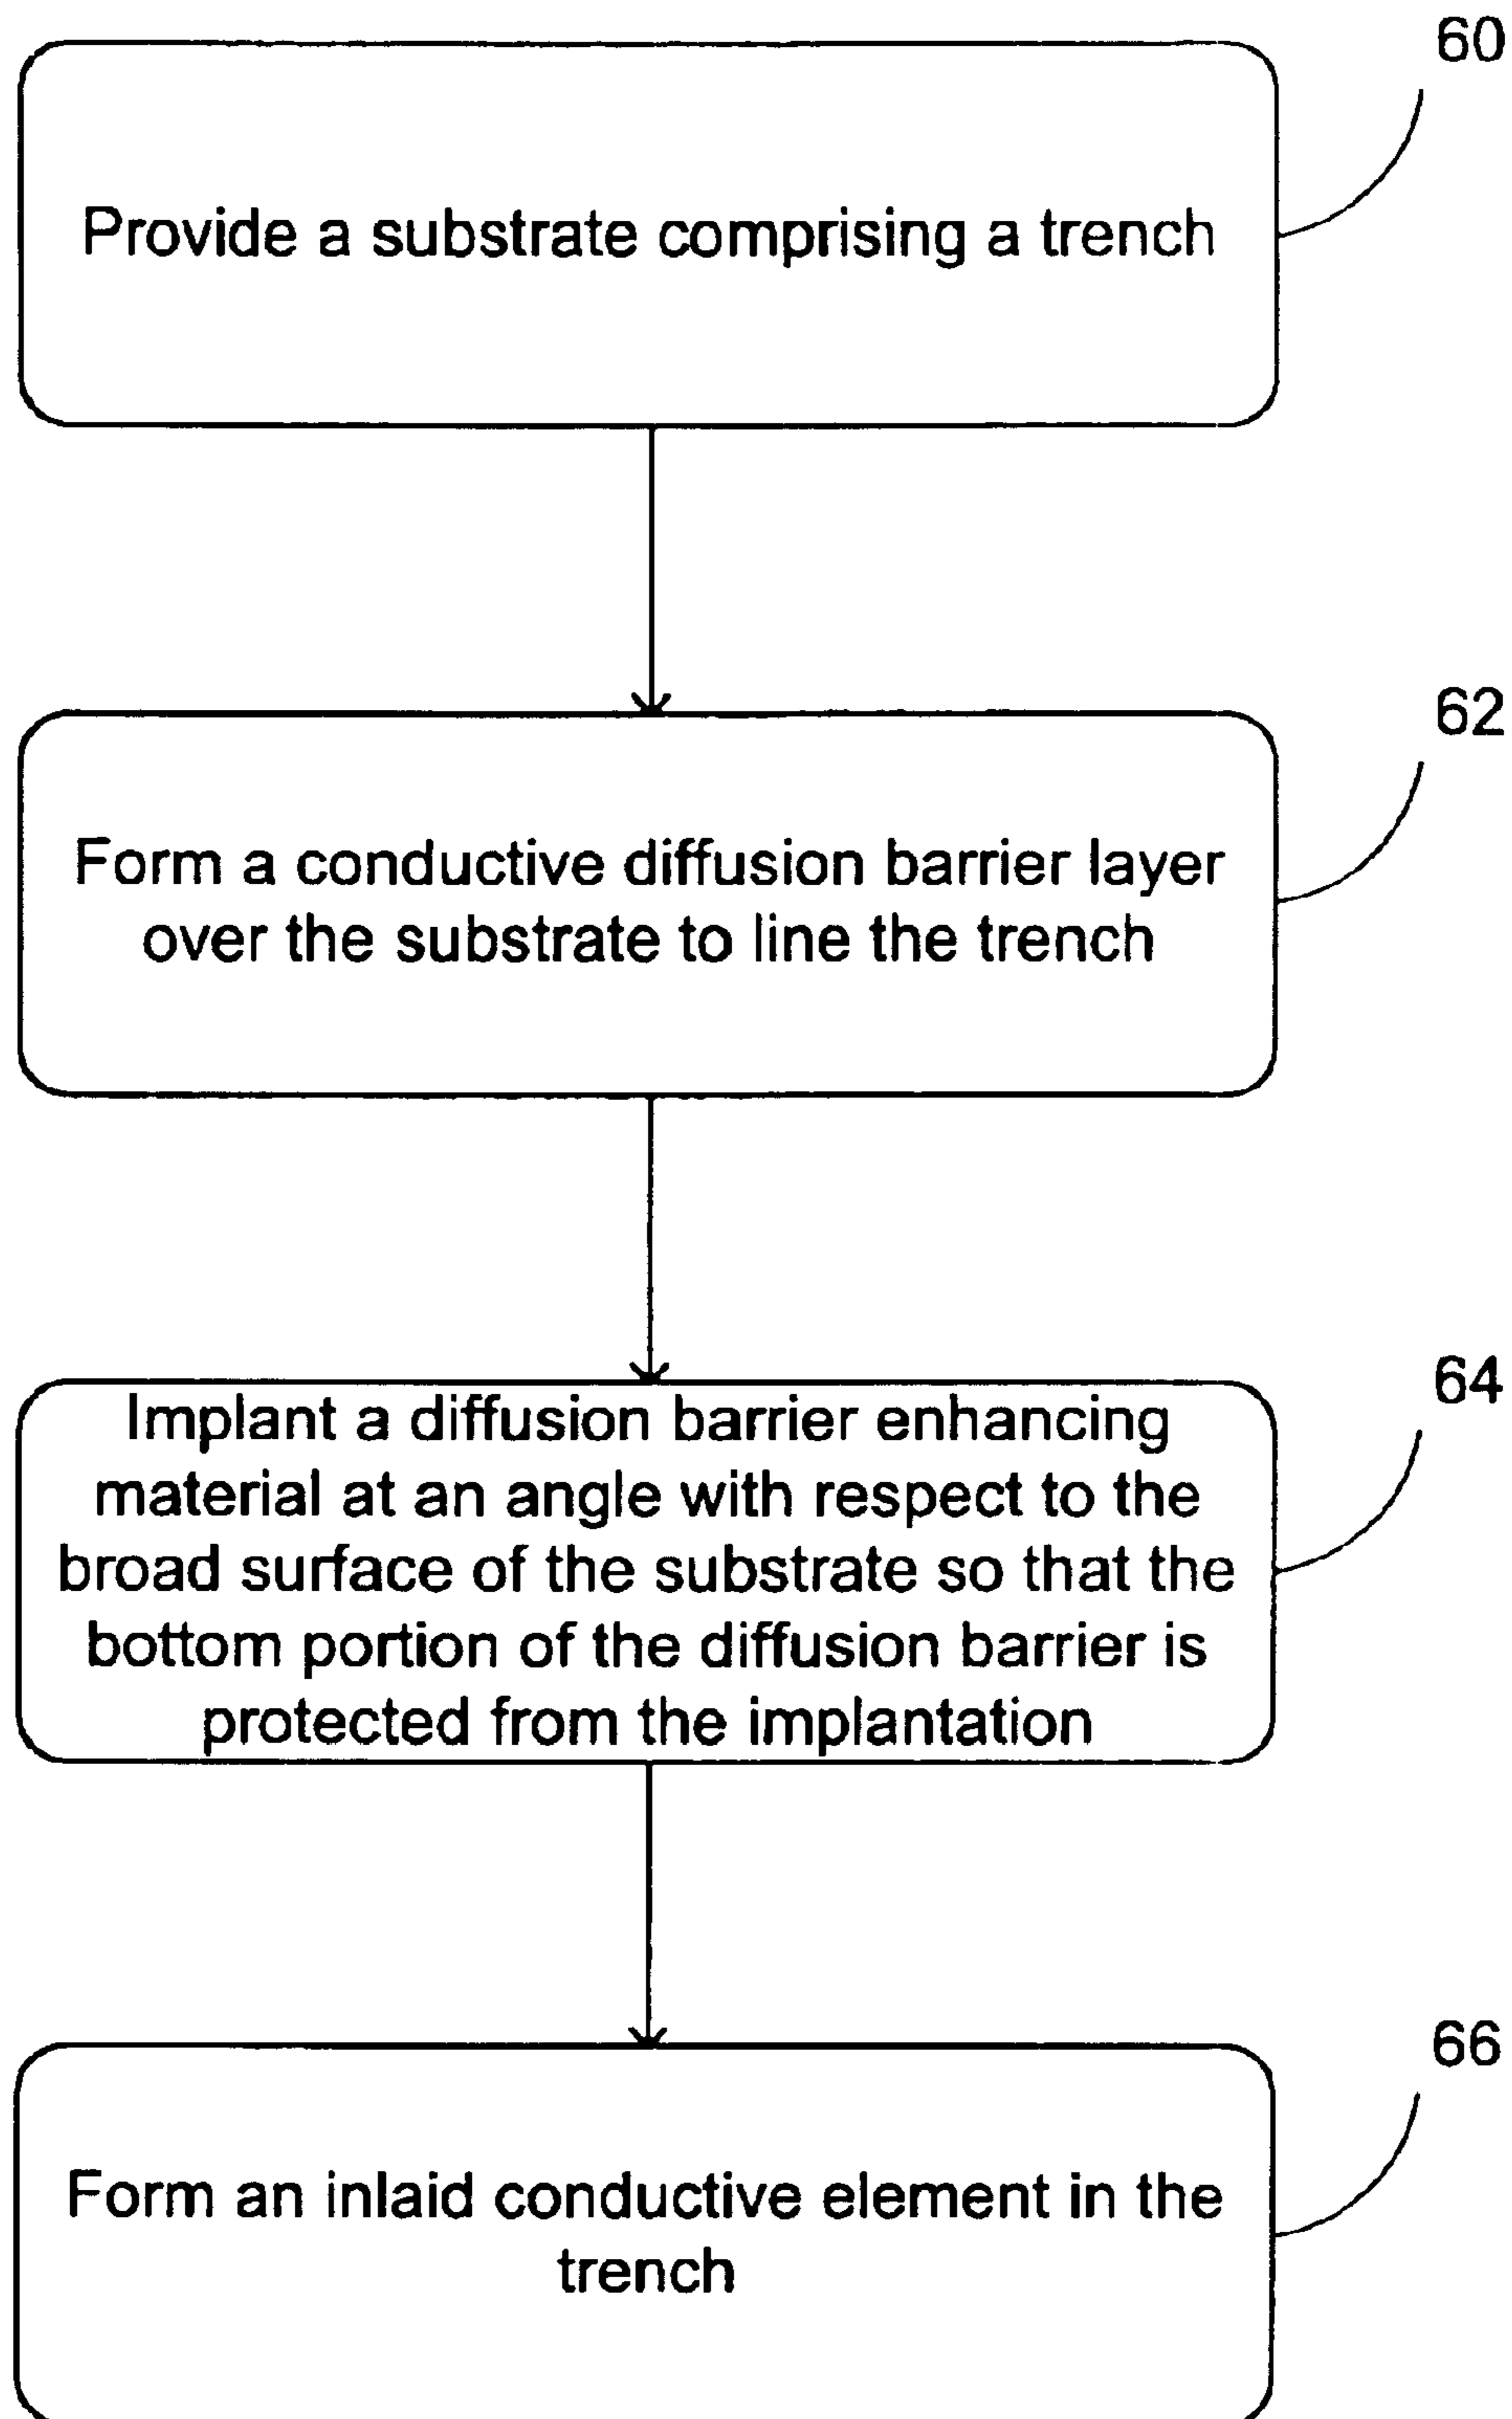 60
Provide a substrate comprising a trench
62
Form a conductive diffusion barrier layer
over the substrate to line the trench
64
Implant a diffusion barrier enhancing
material at an angle with respect to the
broad surface of the substrate so that the
bottom portion of the diffusion barrier is
protected from the implantation
66
Form an inlaid conductive element in the
trench